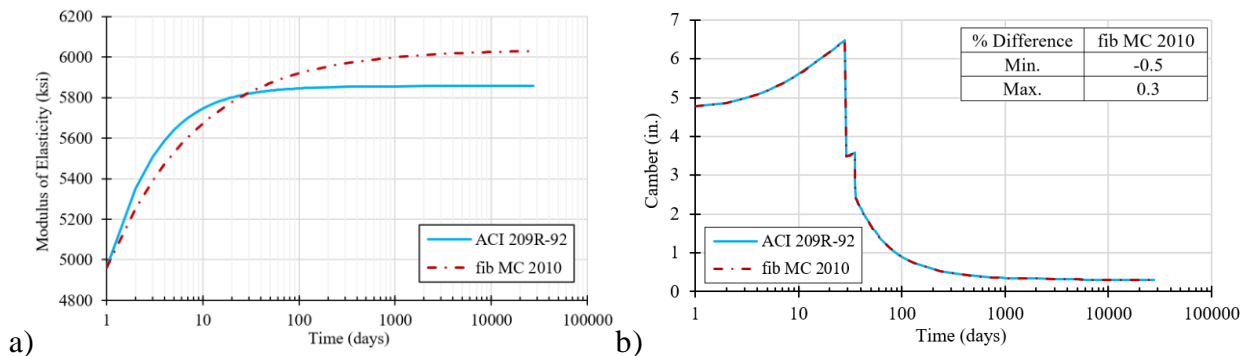 6200
6000
5800
5600
5400
5200
5000
4800
Modulus of Elasticity (ksi)
1 10 100 1000 10000 100000
Time (days)
ACI 209R-92
fib MC 2010
a)
7
6
5
4
3
2
1
0
Camber (in.)
1 10 100 1000 10000 100000
Time (days)
% Difference fib MC 2010
Min. -0.5
Max. 0.3
ACI 209R-92
fib MC 2010
b)